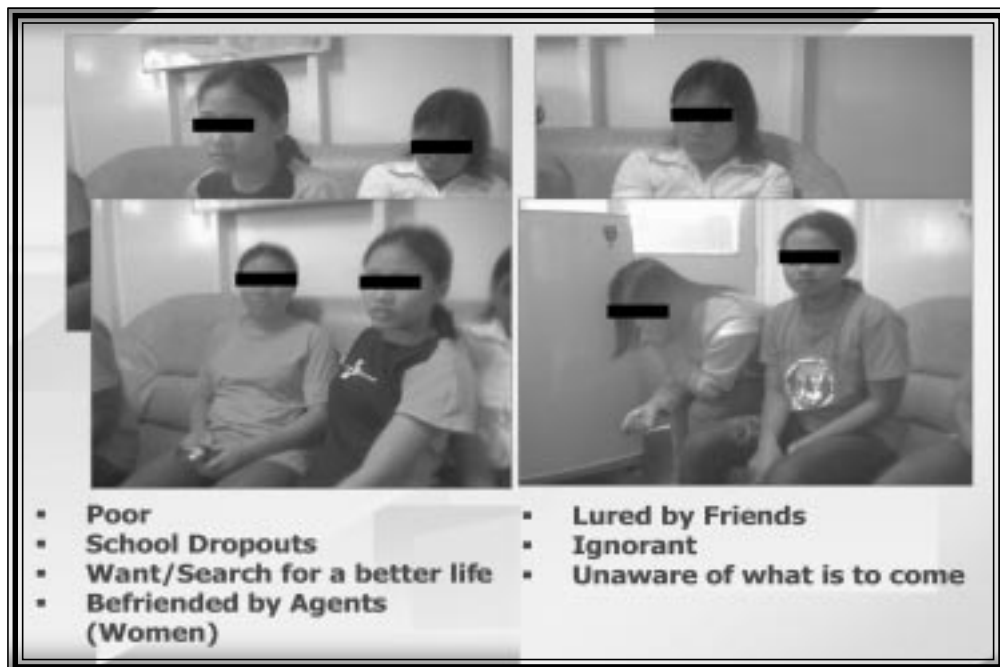 Poor
School Dropouts
Want/Search for a better life
Befriended by Agents
(Women)
Lured by Friends
Ignorant
Unaware of what is to come